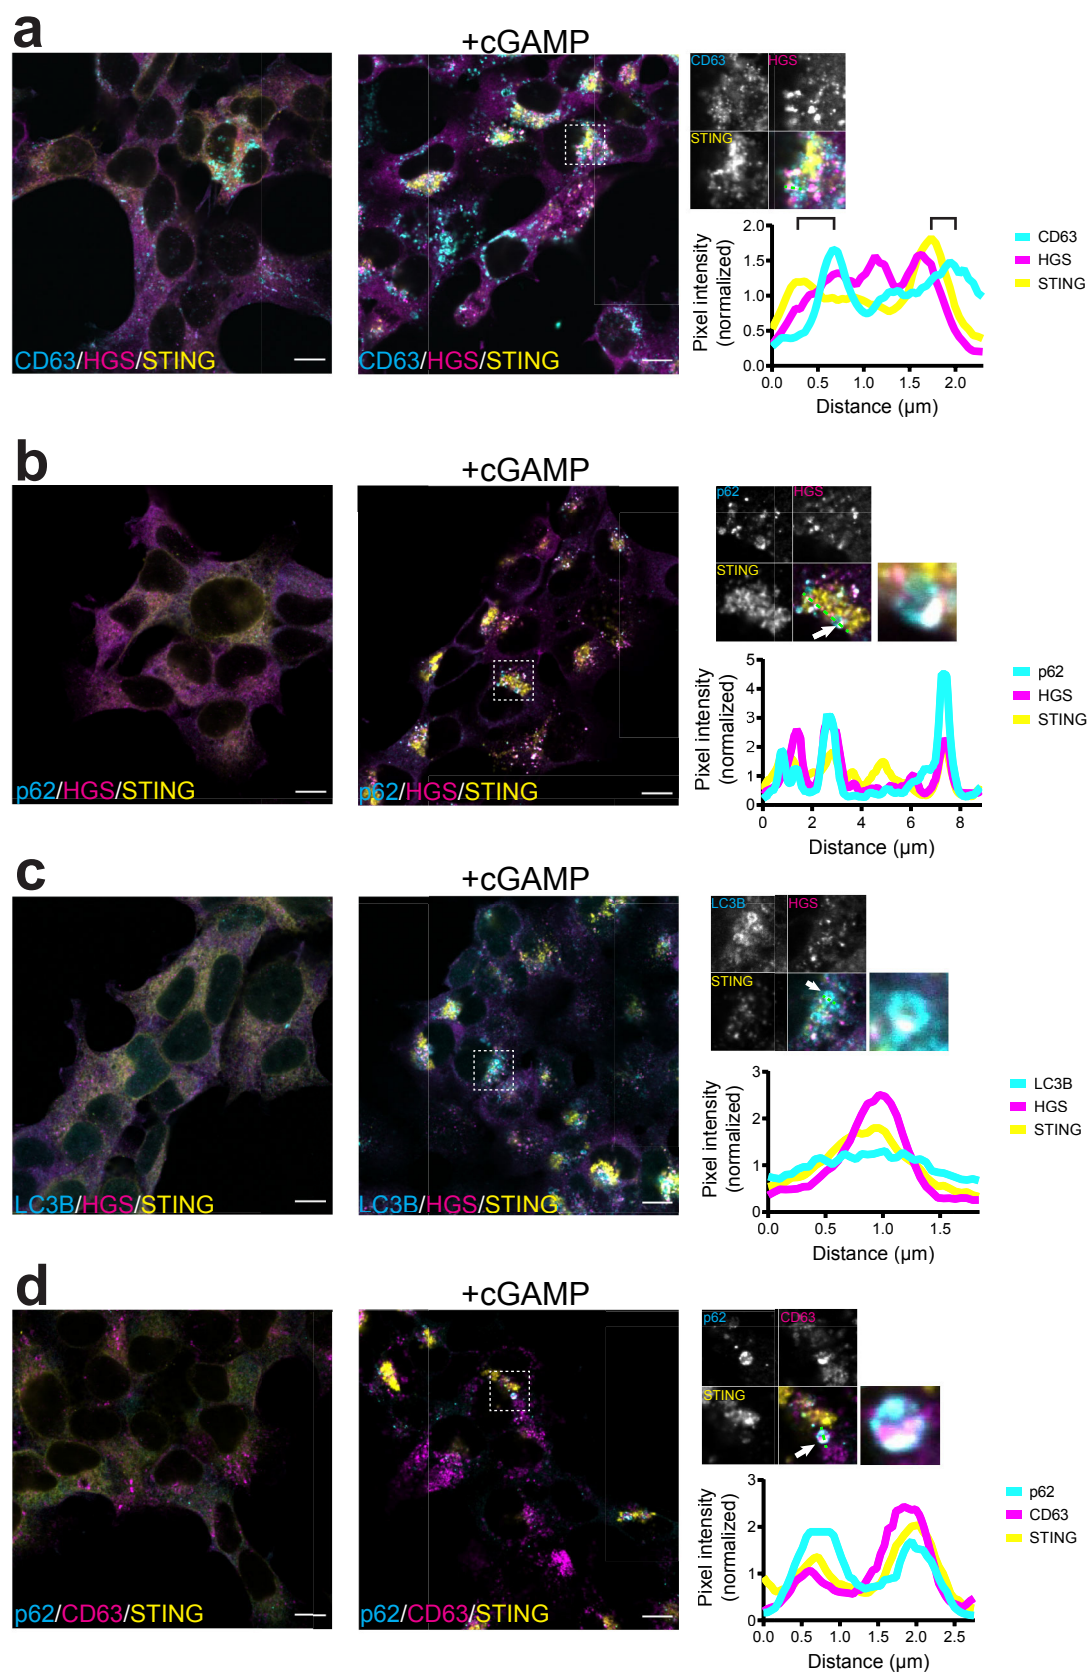 a
+cGAMP
CD63/HGS/STING
CD63/HGS/STING
CD63
HGS
STING
Pixel intensity
(normalized)
2.0
1.5
1.0
0.5
0.0
0.0
0.5
1.0
1.5
2.0
Distance (µm)
CD63
HGS
STING
b
+cGAMP
p62/HGS/STING
p62/HGS/STING
p62
HGS
STING
Pixel intensity
(normalized)
5
4
3
2
1
0
0
2
4
6
8
Distance (µm)
p62
HGS
STING
c
+cGAMP
LC3B/HGS/STING
LC3B/HGS/STING
LC3B
HGS
STING
Pixel intensity
(normalized)
3
2
1
0
0.0
0.5
1.0
1.5
Distance (µm)
LC3B
HGS
STING
d
+cGAMP
p62/CD63/STING
p62/CD63/STING
p62
CD63
STING
Pixel intensity
(normalized)
3
2
1
0
0.0
0.5
1.0
1.5
2.0
2.5
Distance (µm)
p62
CD63
STING